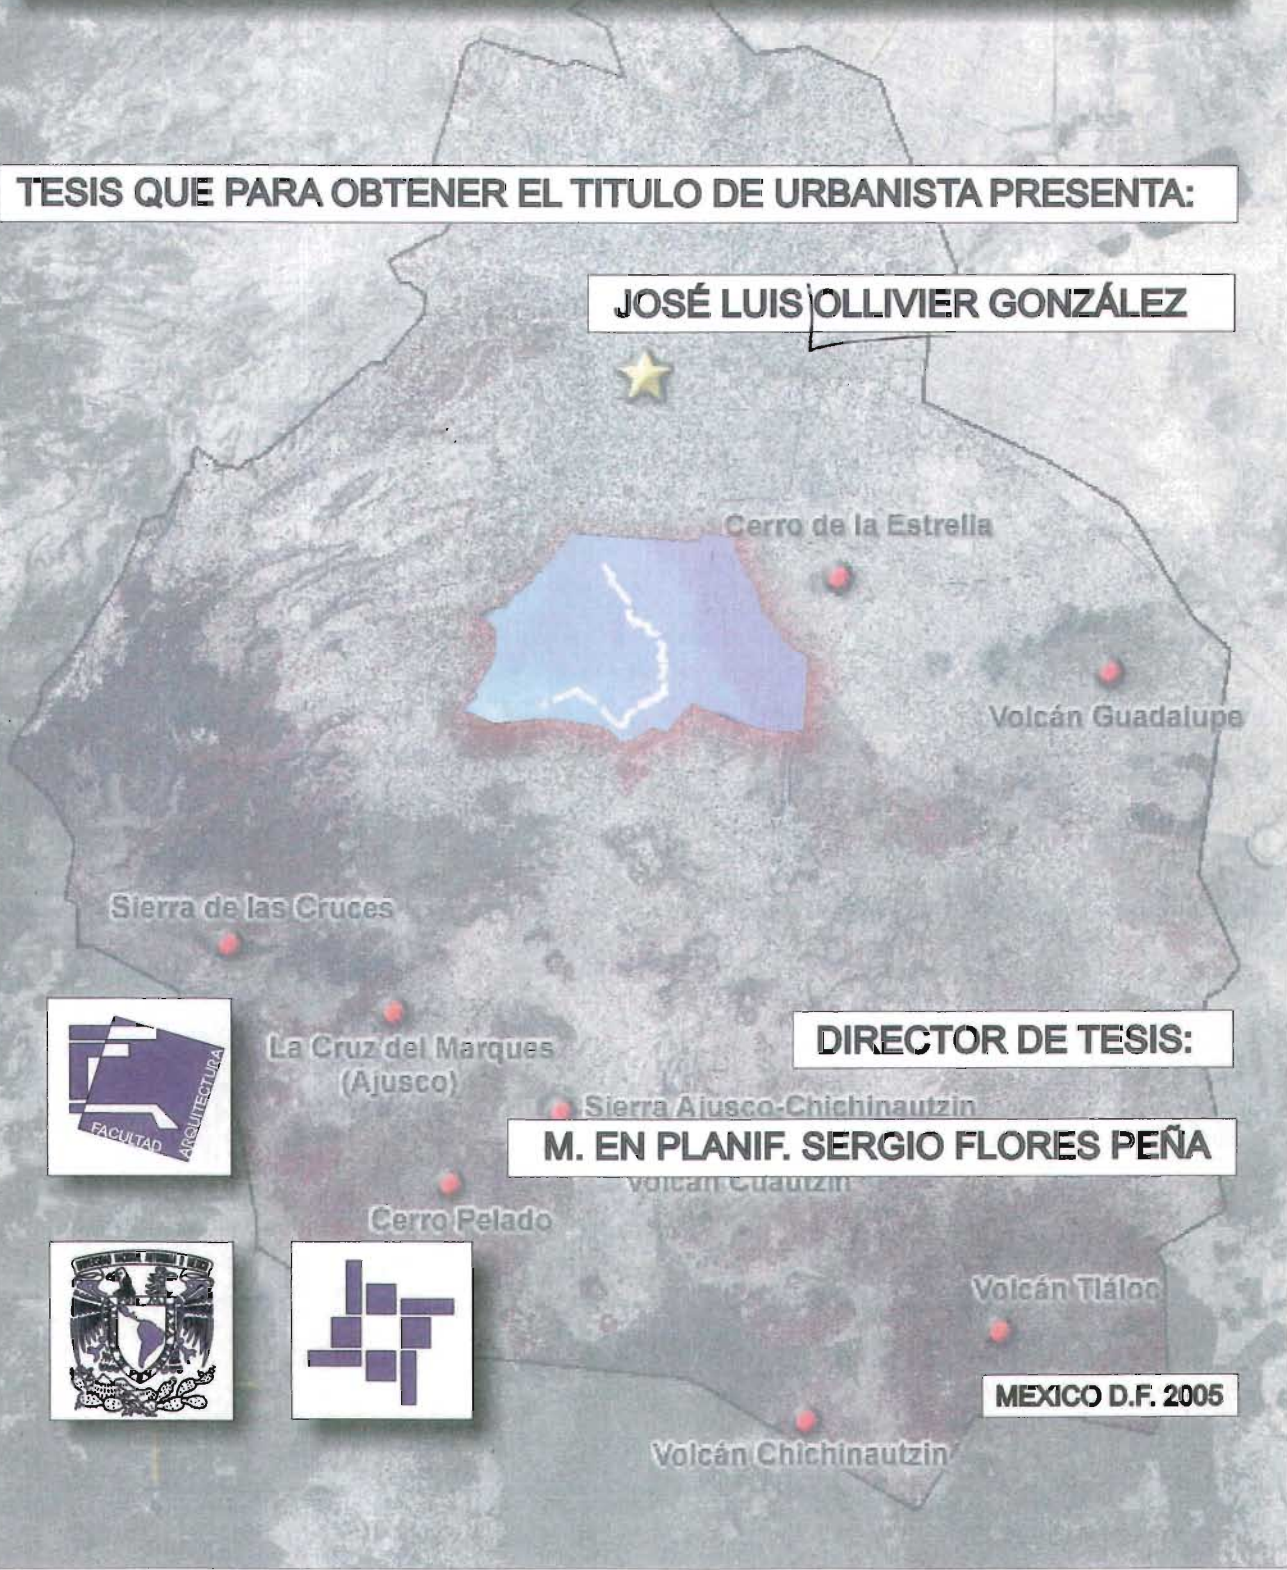 TESIS QUE PARA OBTENER EL TITULO DE URBANISTA PRESENTA:
JOSÉ LUIS OLLIVIER GONZÁLEZ
Cerro de la Estrella
Volcán Guadalupe
Sierra de las Cruces
La Cruz del Marques
(Ajusco)
DIRECTOR DE TESIS:
Sierra Ajusco-Chichinautzin
M. EN PLANIF. SERGIO FLORES PEÑA
Volcán Cuautzin
Cerro Pelado
FACULTAD
ARQUITECTURA
Volcán Tláloc
MEXICO D.F. 2005
Volcán Chichinautzin